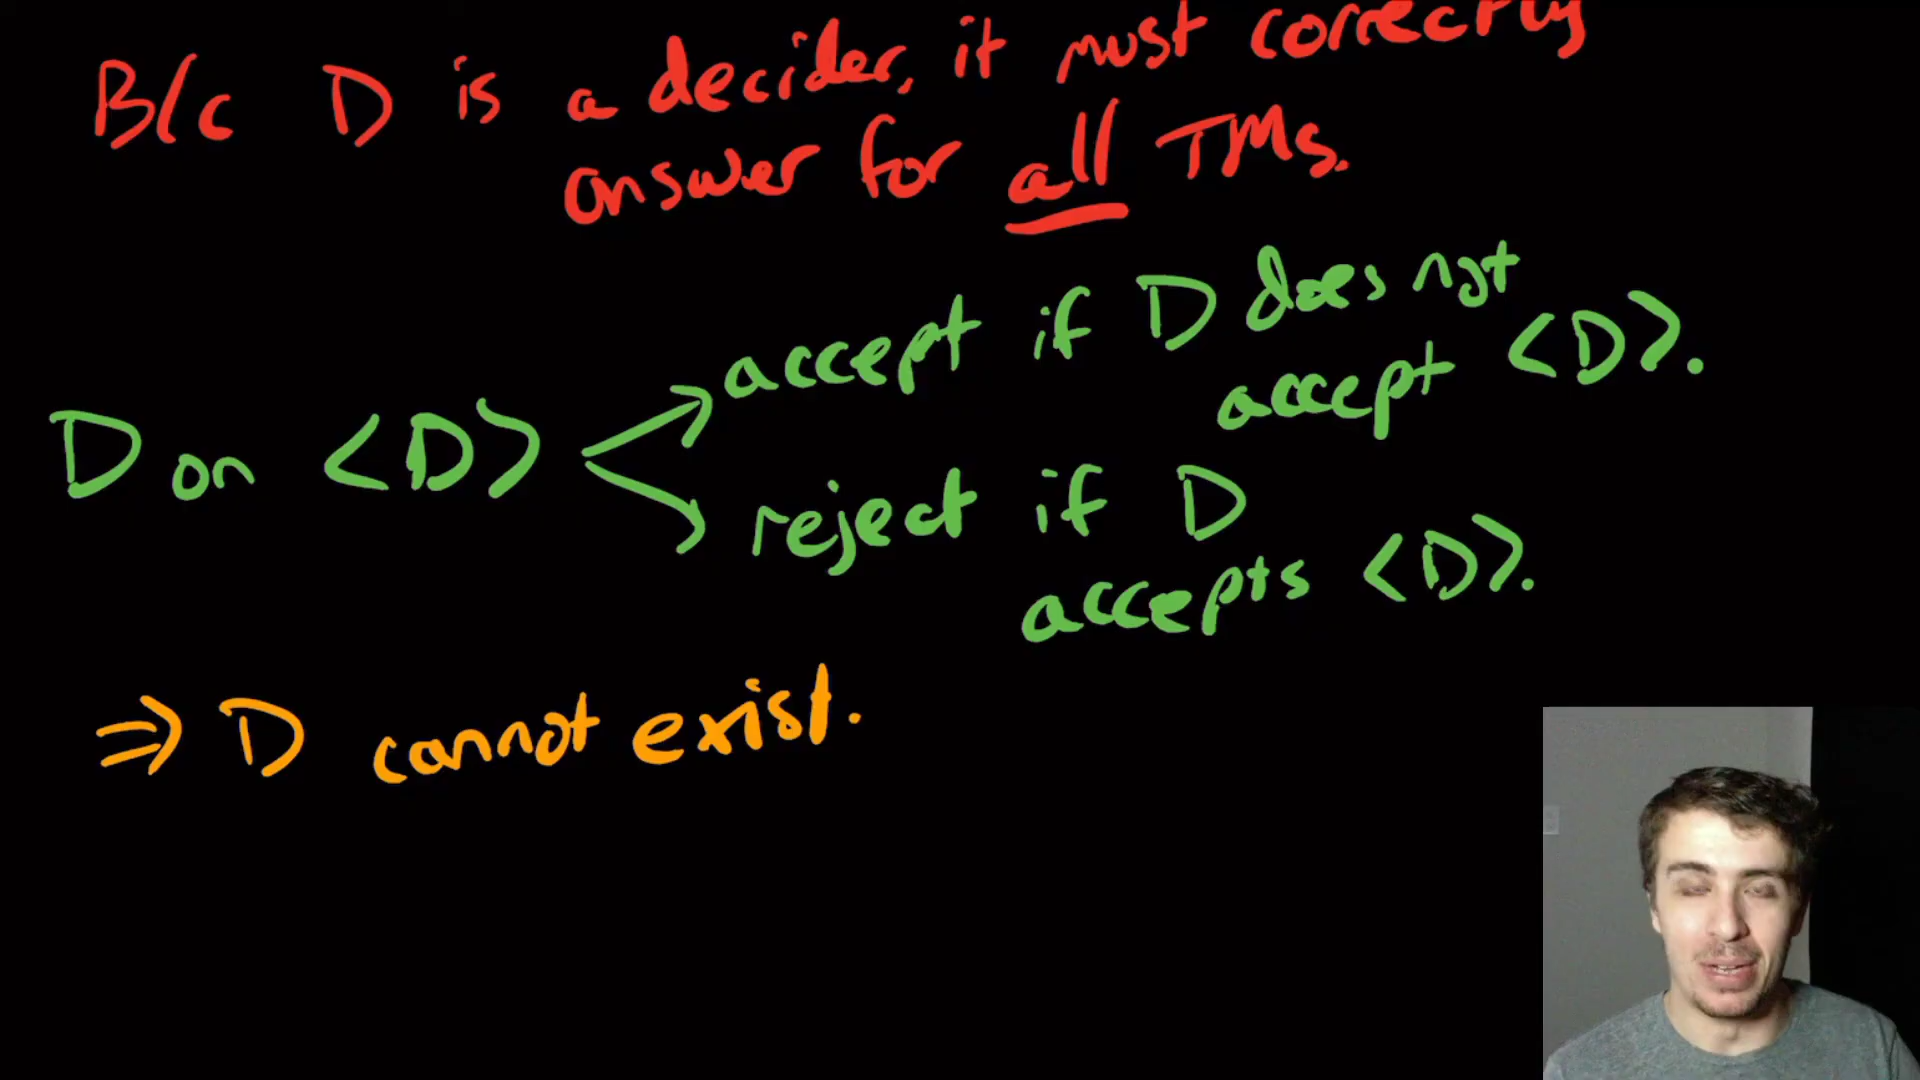 B/c D is a decider, it must correctly
answer for all TMs.
accept if D does not
accept <D>.
D on <D>
reject if D
accepts <D>.
⇒ D cannot exist.